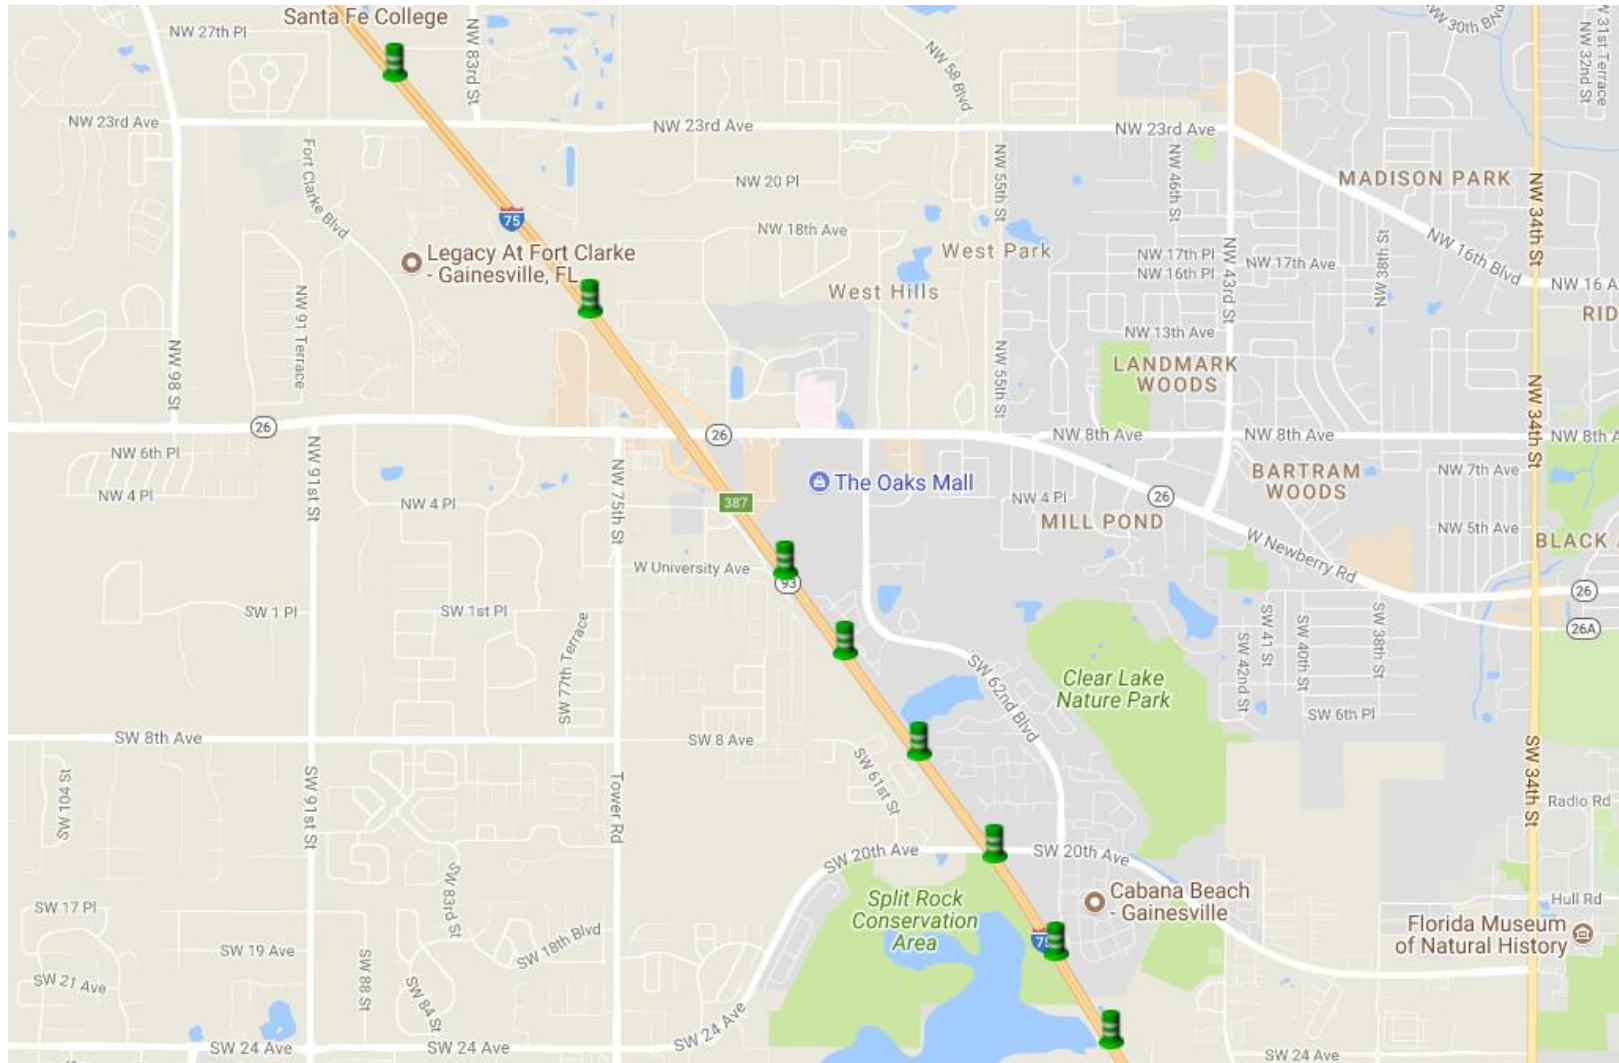 Santa Fe College
NW 27th Pl
NW 83rd St
NW 58 Blvd
NW 31st Terrace
NW 32nd St
NW 23rd Ave
NW 23rd Ave
NW 23rd Ave
Fort Clarke Blvd
NW 20 Pl
NW 55th St
NW 46th St
MADISON PARK
NW 34th St
75
NW 18th Ave
West Park
NW 17th Pl
NW 16th Pl
NW 43rd St
NW 17th Ave
NW 38th St
NW 16th Blvd
Legacy At Fort Clarke
- Gainesville, FL
West Hills
NW 16 A
RID
NW 91 Terrace
NW 98 St
NW 13th Ave
NW 55th St
LANDMARK
WOODS
NW 34th St
26
26
NW 8th Ave
NW 8th Ave
NW 8th A
NW 6th Pl
NW 91st St
NW 75th St
NW 4 Pl
NW 4 Pl
387
The Oaks Mall
NW 4 Pl
26
MILL POND
BARTRAM
WOODS
NW 7th Ave
NW 5th Ave
BLACK A
W Newberry Rd
W University Ave
93
26
26A
SW 1 Pl
SW 1st Pl
SW 77th Terrace
SW 62nd Blvd
Clear Lake
Nature Park
SW 42nd St
SW 41 St
SW 40th St
SW 38th St
SW 6th Pl
SW 8th Ave
SW 8 Ave
SW 61st St
SW 34th St
SW 104 St
SW 91st St
Tower Rd
Radio Rd
SW 20th Ave
SW 20th Ave
SW 83rd St
Split Rock
Conservation
Area
Cabana Beach
- Gainesville
Hull Rd
Florida Museum
of Natural History
SW 17 Pl
SW 19 Ave
SW 18th Blvd
SW 88 St
SW 84 St
SW 21 Ave
SW 24 Ave
SW 24 Ave
SW 24 Ave
SW 24 Ave